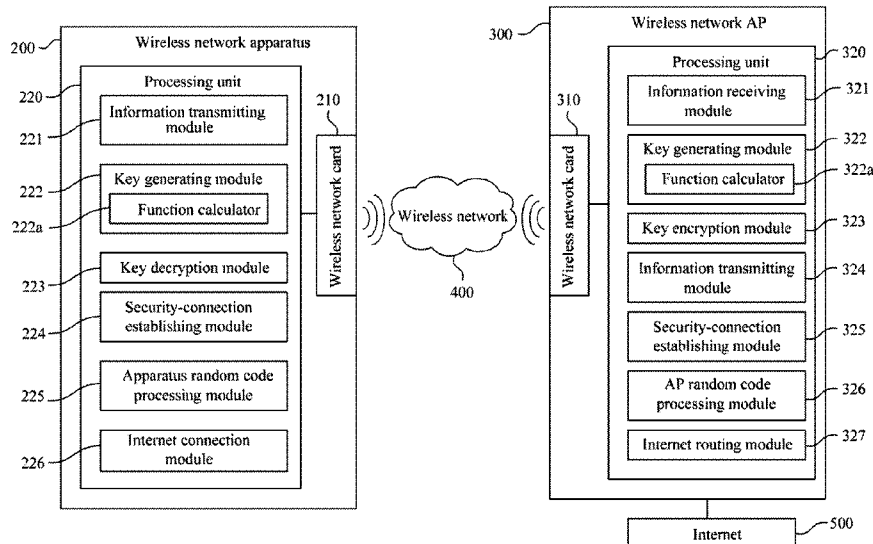 Wireless network apparatus
200
Processing unit
220
Information transmitting
module
221
Key generating module
222
Function calculator
222a
Key decryption module
223
Security-connection
establishing module
224
Apparatus random code
processing module
225
Internet connection
module
226
210
Wireless network card
Wireless network
400
Wireless network AP
300
310
Wireless network card
Processing unit
320
Information receiving
module
321
Key generating module
322
Function calculator
322a
Key encryption module
323
Information transmitting
module
324
Security-connection
establishing module
325
AP random code
processing module
326
Internet routing module
327
Internet
500